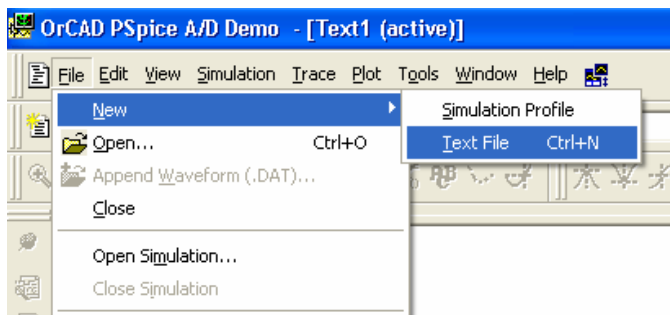 OrCAD PSpice A/D Demo - [Text1 (active)]
File Edit View Simulation Trace Plot Tools Window Help
New
Simulation Profile
Open... Ctrl+O
Text File Ctrl+N
Append Waveform (.DAT)...
Close
Open Simulation...
Close Simulation